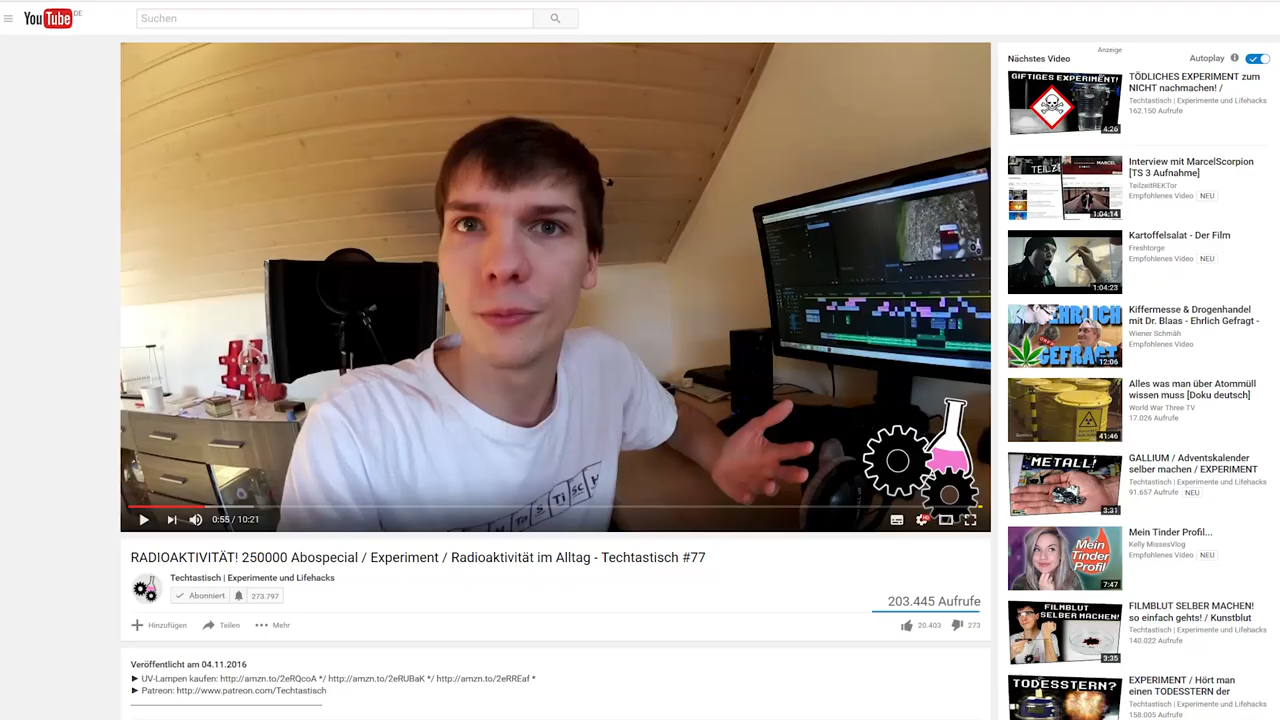 YouTube DE
Suchen
0:55 / 10:21
RADIOAKTIVITÄT! 250000 Abospecial / Experiment / Radioaktivität im Alltag - Techtastisch #77
Techtastisch | Experimente und Lifehacks
Abonniert 273.797
203.445 Aufrufe
Hinzufügen Teilen Mehr 20.403 273
Veröffentlicht am 04.11.2016
► UV-Lampen kaufen: http://amzn.to/2eRQcoA */ http://amzn.to/2eRUBaK */ http://amzn.to/2eRREaf *
► Patreon: http://www.patreon.com/Techtastisch
Anzeige
Nächstes Video Autoplay
GIFTIGES EXPERIMENT!
4:26
TÖDLICHES EXPERIMENT zum
NICHT nachmachen! /
Techtastisch | Experimente und Lifehacks
162.150 Aufrufe
1:04:14
Interview mit MarcelScorpion
[TS 3 Aufnahme]
TeilzeitREKTor
Empfohlenes Video NEU
1:04:23
Kartoffelsalat - Der Film
Freshtorge
Empfohlenes Video NEU
EHRLICH
GEFRAGT
12:06
Kiffermesse & Drogenhandel
mit Dr. Blaas - Ehrlich Gefragt -
Wiener Schmäh
Empfohlenes Video
41:46
Alles was man über Atommüll
wissen muss [Doku deutsch]
World War Three TV
17.026 Aufrufe
METALL!
3:31
GALLIUM / Adventskalender
selber machen / EXPERIMENT
Techtastisch | Experimente und Lifehacks
91.657 Aufrufe NEU
Mein
Tinder
Profil
7:47
Mein Tinder Profil...
Kelly MissesVlog
Empfohlenes Video NEU
FILMBLUT
SELBER MACHEN!
3:35
FILMBLUT SELBER MACHEN!
so einfach gehts! / Kunstblut
Techtastisch | Experimente und Lifehacks
140.022 Aufrufe
TODESSTERN?
EXPERIMENT / Hört man
einen TODESSTERN der
Techtastisch | Experimente und Lifehacks
158.005 Aufrufe